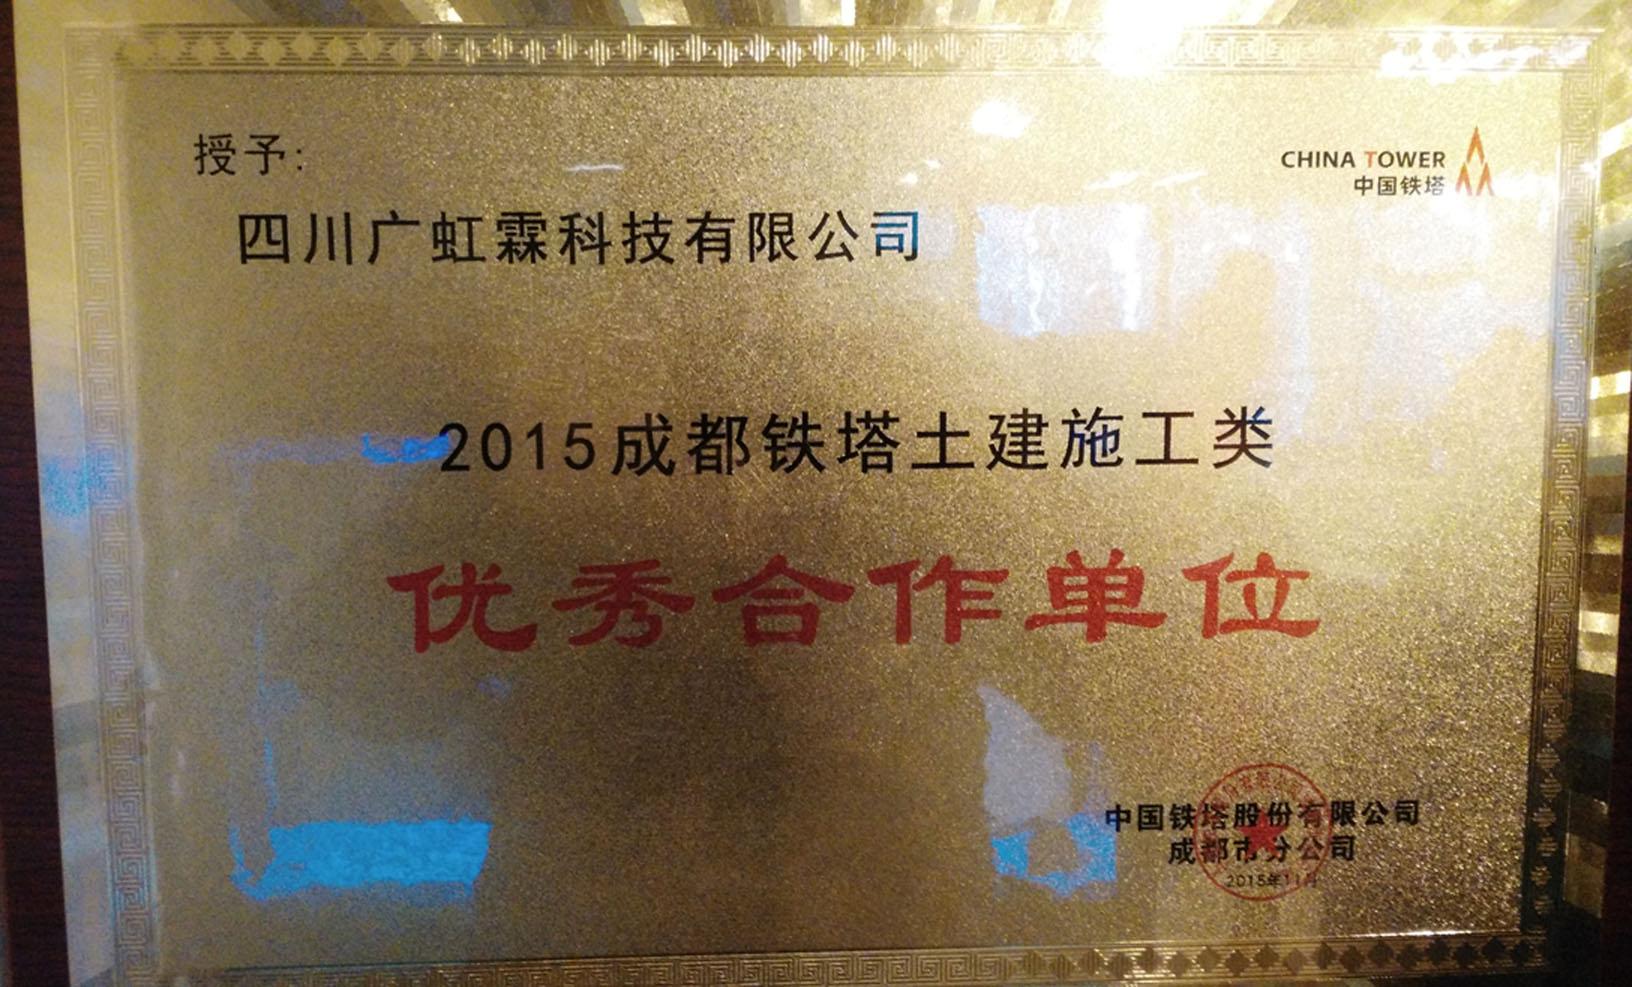 授予:
CHINA TOWER
中国铁塔
四川广虹霖科技有限公司
2015成都铁塔土建施工类
优秀合作单位
中国铁塔股份有限公司
成都市分公司
2015年11月